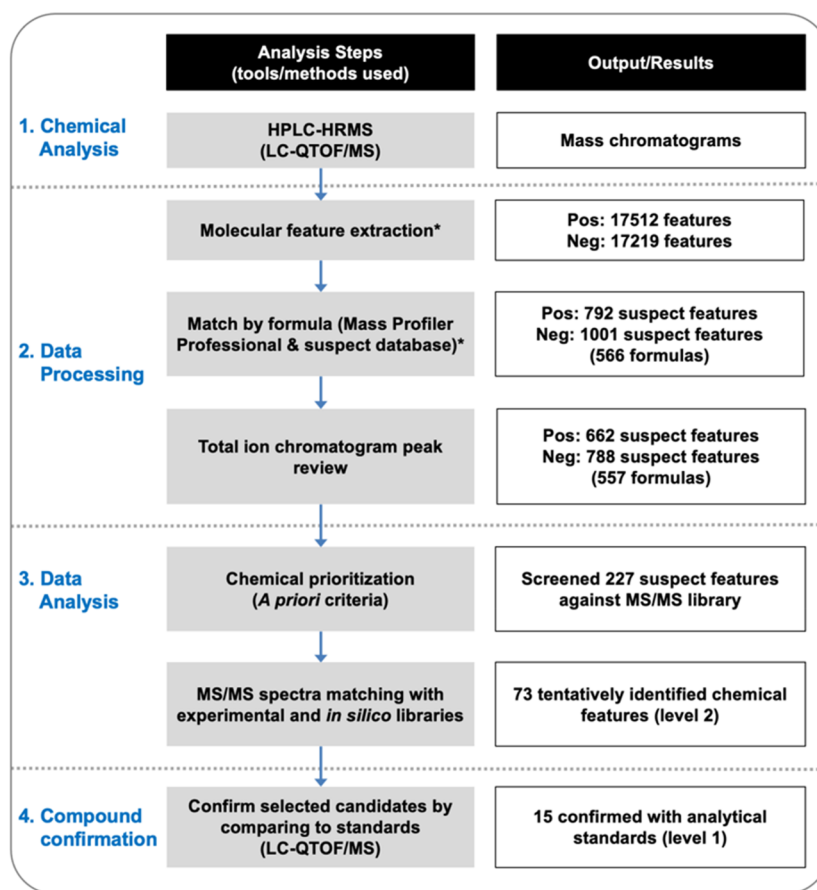 Analysis Steps
(tools/methods used)
Output/Results
1. Chemical
Analysis
HPLC-HRMS
(LC-QTOF/MS)
Mass chromatograms
2. Data
Processing
Molecular feature extraction*
Pos: 17512 features
Neg: 17219 features
Match by formula (Mass Profiler
Professional & suspect database)*
Pos: 792 suspect features
Neg: 1001 suspect features
(566 formulas)
Total ion chromatogram peak
review
Pos: 662 suspect features
Neg: 788 suspect features
(557 formulas)
3. Data
Analysis
Chemical prioritization
(A priori criteria)
Screened 227 suspect features
against MS/MS library
MS/MS spectra matching with
experimental and in silico libraries
73 tentatively identified chemical
features (level 2)
4. Compound
confirmation
Confirm selected candidates by
comparing to standards
(LC-QTOF/MS)
15 confirmed with analytical
standards (level 1)